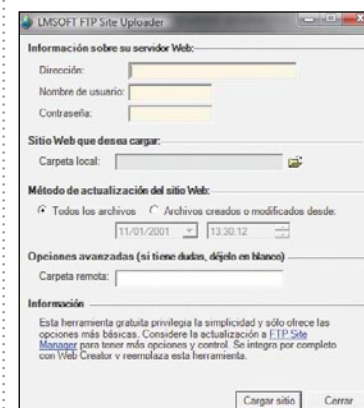 LMSOFT FTP Site Uploader
Información sobre su servidor Web:
Dirección:
Nombre de usuario:
Contraseña:
Sitio Web que desea cargar:
Carpeta local:
Método de actualización del sitio Web:
Todos los archivos Archivos creados o modificados desde:
11/01/2001 13:30.12
Opciones avanzadas (si tiene dudas, déjelo en blanco)
Carpeta remota:
Información
Esta herramienta gratuita privilegia la simplicidad y sólo ofrece las
opciones más básicas. Considere la actualización a FTP Site
Manager para tener más opciones y control. Se integra por completo
con Web Creator y reemplaza esta herramienta.
Cargar sitio Cerrar